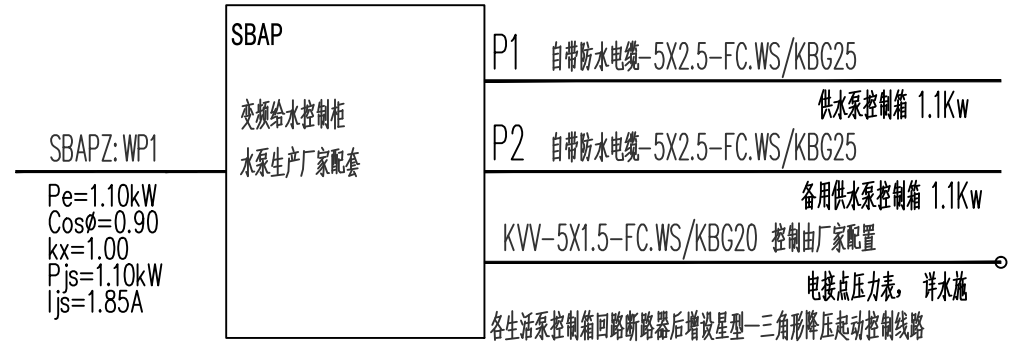 SBAP
变频给水控制柜
水泵生产厂家配套
SBAPZ:WP1
Pe=1.10kW
CosØ=0.90
kx=1.00
Pjs=1.10kW
Ijs=1.85A
P1 自带防水电缆-5X2.5-FC.WS/KBG25
供水泵控制箱 1.1Kw
P2 自带防水电缆-5X2.5-FC.WS/KBG25
备用供水泵控制箱 1.1Kw
KVV-5X1.5-FC.WS/KBG20 控制由厂家配置
电接点压力表， 详水施
各生活泵控制箱回路断路器后增设星型—三角形降压起动控制线路